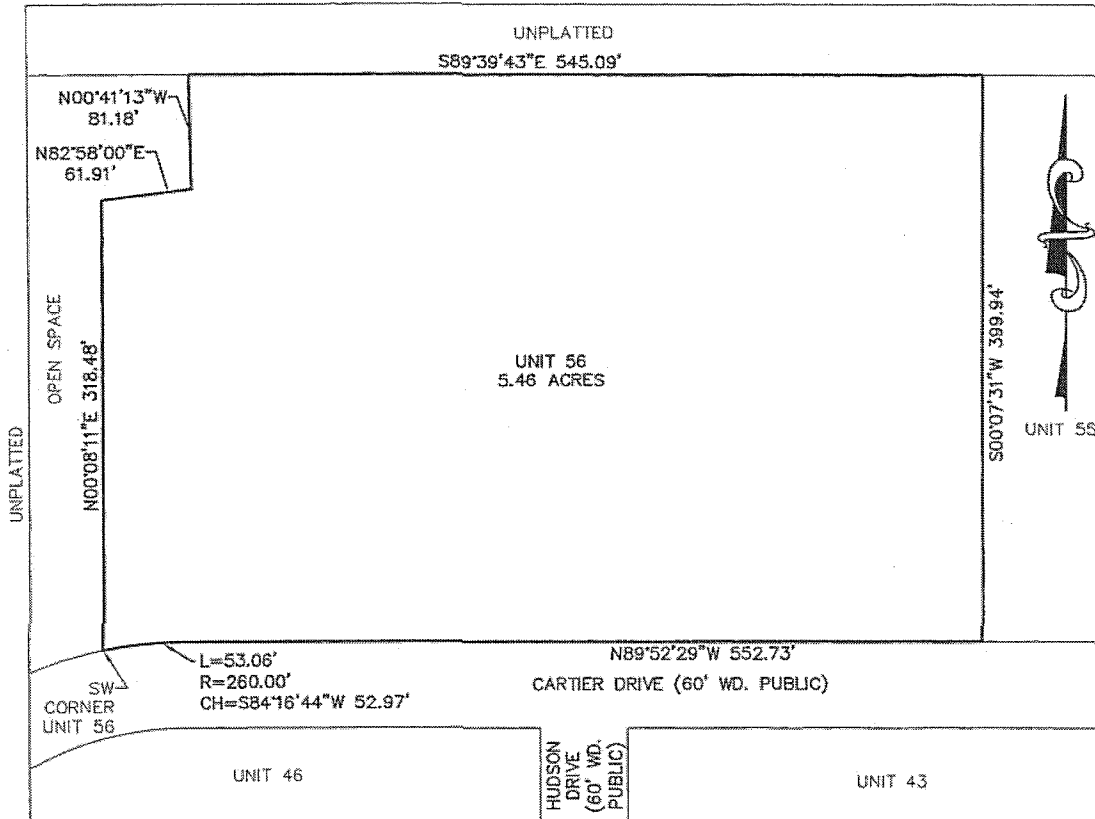 UNPLATTED
S89°39'43"E 545.09'
N00°41'13"W
81.18'
N82°58'00"E
61.91'
OPEN SPACE
N00°08'11"E 318.48'
UNPLATTED
UNIT 56
5.46 ACRES
S00°07'31"W 399.94'
UNIT 55
L=53.06'
R=260.00'
CH=S84°16'44"W 52.97'
N89°52'29"W 552.73'
CARTIER DRIVE (60' WD. PUBLIC)
SW
CORNER
UNIT 56
UNIT 46
HUDSON
DRIVE
(60' WD.
PUBLIC)
UNIT 43